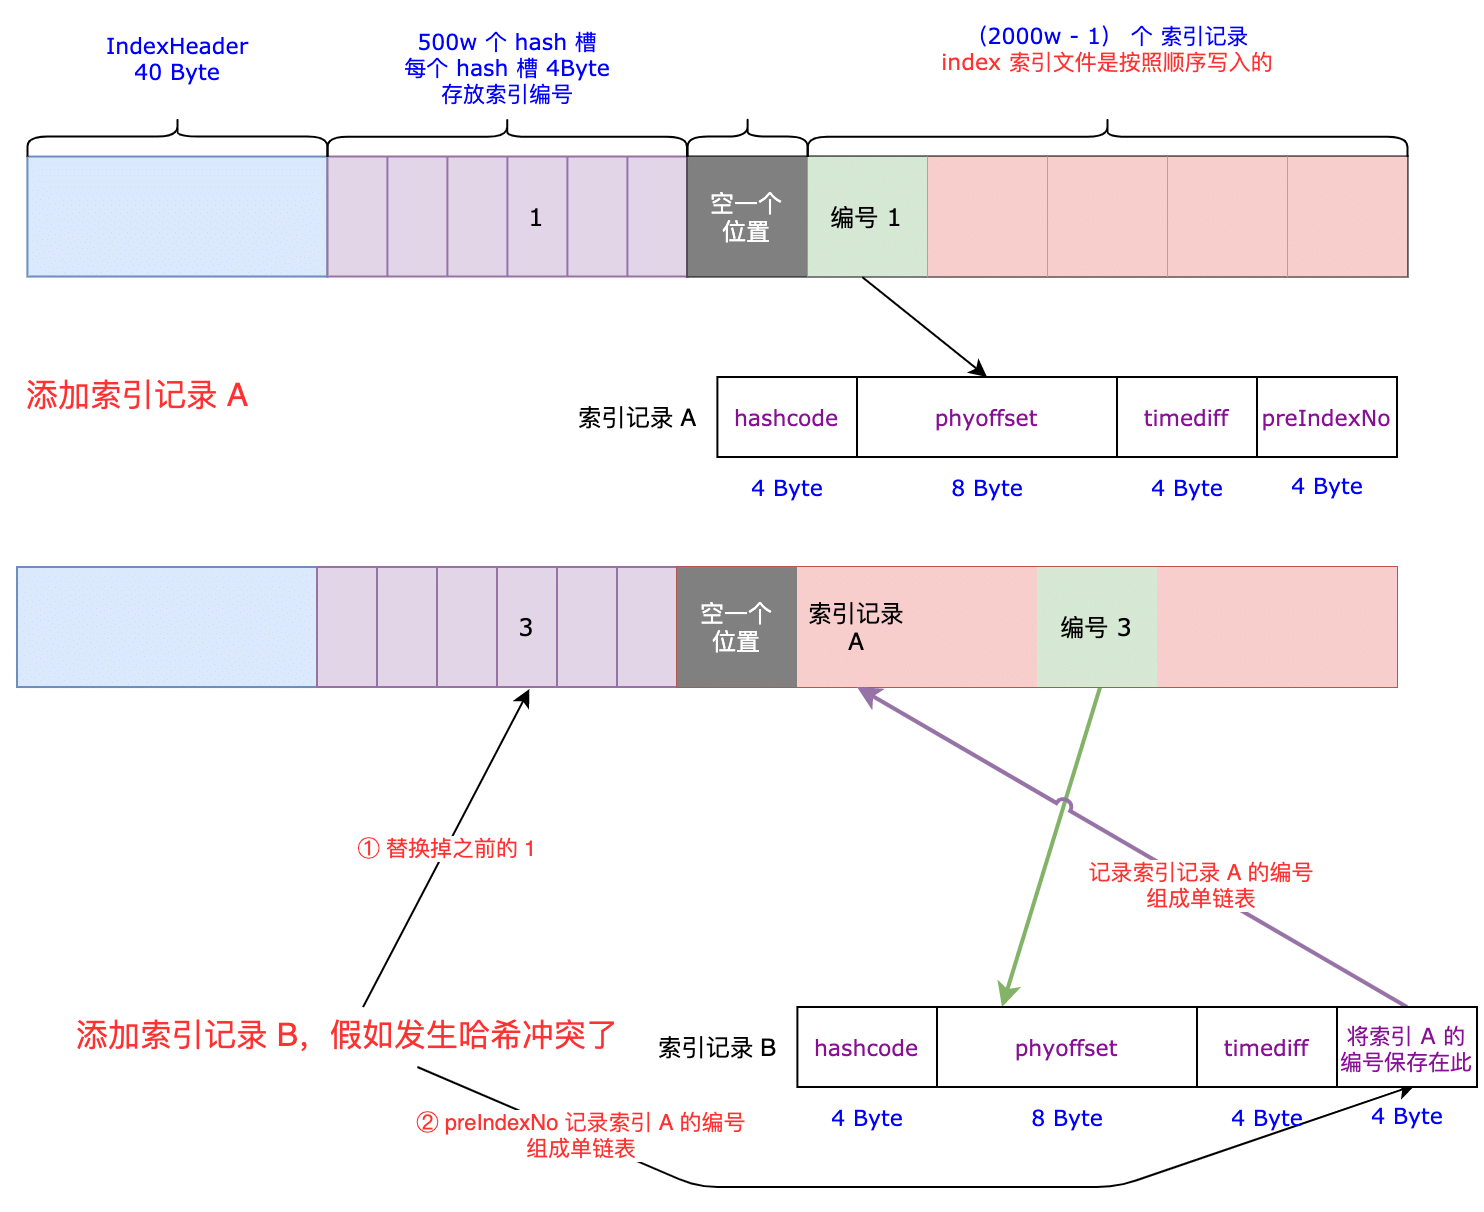 IndexHeader
40 Byte
500w 个 hash 槽
每个 hash 槽 4Byte
存放索引编号
（2000w - 1） 个 索引记录
index 索引文件是按照顺序写入的
1
空一个
位置
编号 1
添加索引记录 A
索引记录 A
hashcode
phyoffset
timediff
preIndexNo
4 Byte
8 Byte
4 Byte
4 Byte
3
空一个
位置
索引记录
A
编号 3
① 替换掉之前的 1
记录索引记录 A 的编号
组成单链表
添加索引记录 B，假如发生哈希冲突了
索引记录 B
hashcode
phyoffset
timediff
将索引 A 的
编号保存在此
4 Byte
8 Byte
4 Byte
4 Byte
② preIndexNo 记录索引 A 的编号
组成单链表